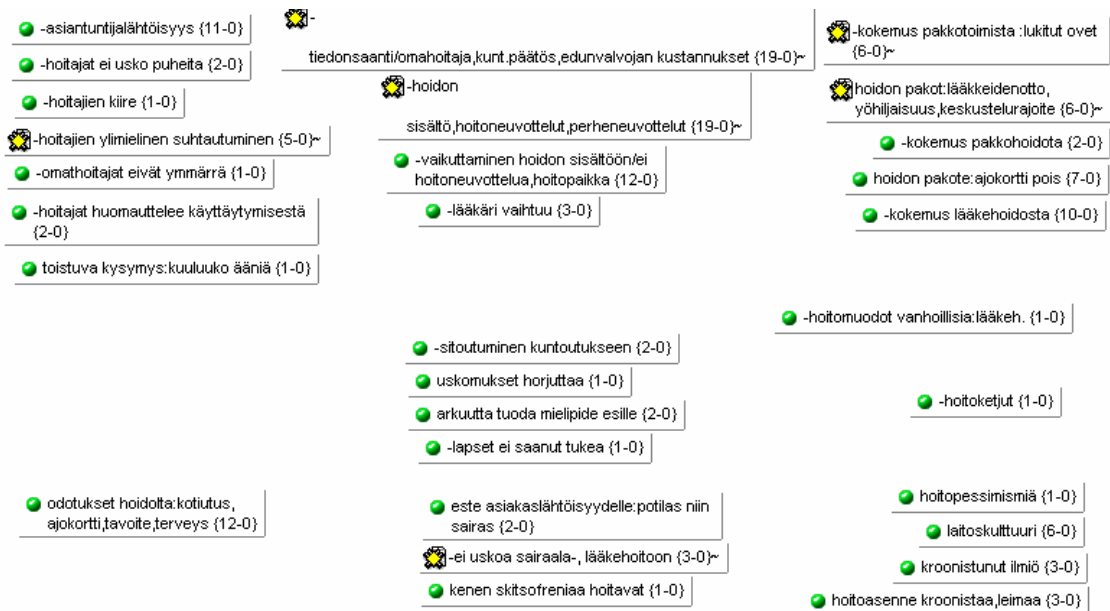 -asiantuntijalähtöisyys {11-0}
-hoitajat ei usko puheita {2-0}
-hoitajien kiire {1-0}
-hoitajien ylimielinen suhtautuminen {5-0}~
-omathoitajat eivät ymmärrä {1-0}
-hoitajat huomauttelee käyttäytymisestä
{2-0}
toistuva kysymys:kuuluuko ääniä {1-0}
-
tiedonsaanti/omahoitaja,kunt.päätös,edunvalvojan kustannukset {19-0}~
-hoidon
sisältö,hoitoneuvottelut,perheneuvottelut {19-0}~
-vaikuttaminen hoidon sisältöön/ei
hoitoneuvottelua,hoitopaikka {12-0}
-lääkäri vaihtuu {3-0}
-kokemus pakkotoimista :lukitut ovet
{6-0}~
hoidon pakot:lääkkeidenotto,
yöhiljaisuus,keskustelurajoite {6-0}~
-kokemus pakkohoidota {2-0}
hoidon pakote:ajokortti pois {7-0}
-kokemus lääkehoidosta {10-0}
-hoitomuodot vanhoillisia:lääkeh. {1-0}
-sitoutuminen kuntoutukseen {2-0}
uskomukset horjuttaa {1-0}
arkuutta tuoda mielipide esille {2-0}
-lapset ei saanut tukea {1-0}
-hoitoketjut {1-0}
odotukset hoidolta:kotiutus,
ajokortti,tavoite,terveys {12-0}
este asiakaslähtöisyydelle:potilas niin
sairas {2-0}
-ei uskoa sairaala-, lääkehoitoon {3-0}~
kenen skitsofreniaa hoitavat {1-0}
hoitopessimismiä {1-0}
laitoskulttuuri {6-0}
kroonistunut ilmiö {3-0}
hoitoasenne kroonistaa,leimaa {3-0}